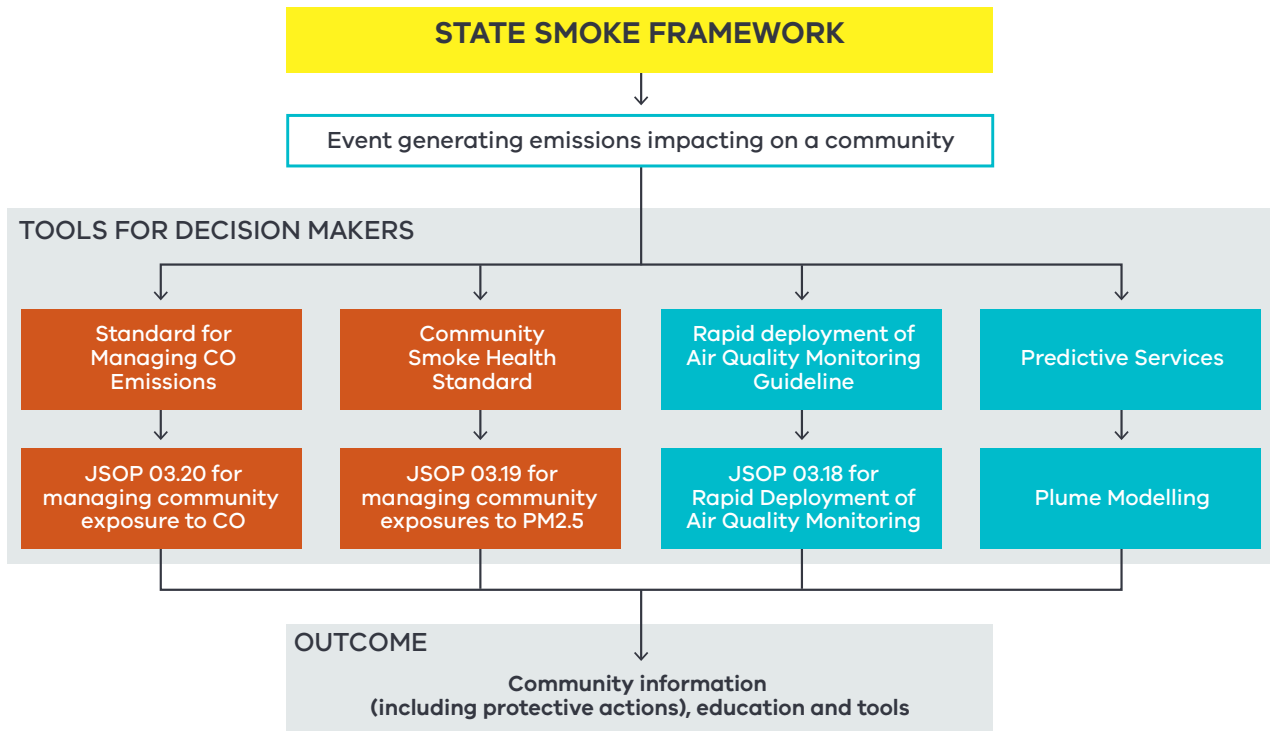 STATE SMOKE FRAMEWORK
Event generating emissions impacting on a community
TOOLS FOR DECISION MAKERS
Standard for
Managing CO
Emissions
Community
Smoke Health
Standard
Rapid deployment of
Air Quality Monitoring
Guideline
Predictive Services
JSOP 03.20 for
managing community
exposure to CO
JSOP 03.19 for
managing community
exposures to PM2.5
JSOP 03.18 for
Rapid Deployment of
Air Quality Monitoring
Plume Modelling
OUTCOME
Community information
(including protective actions), education and tools